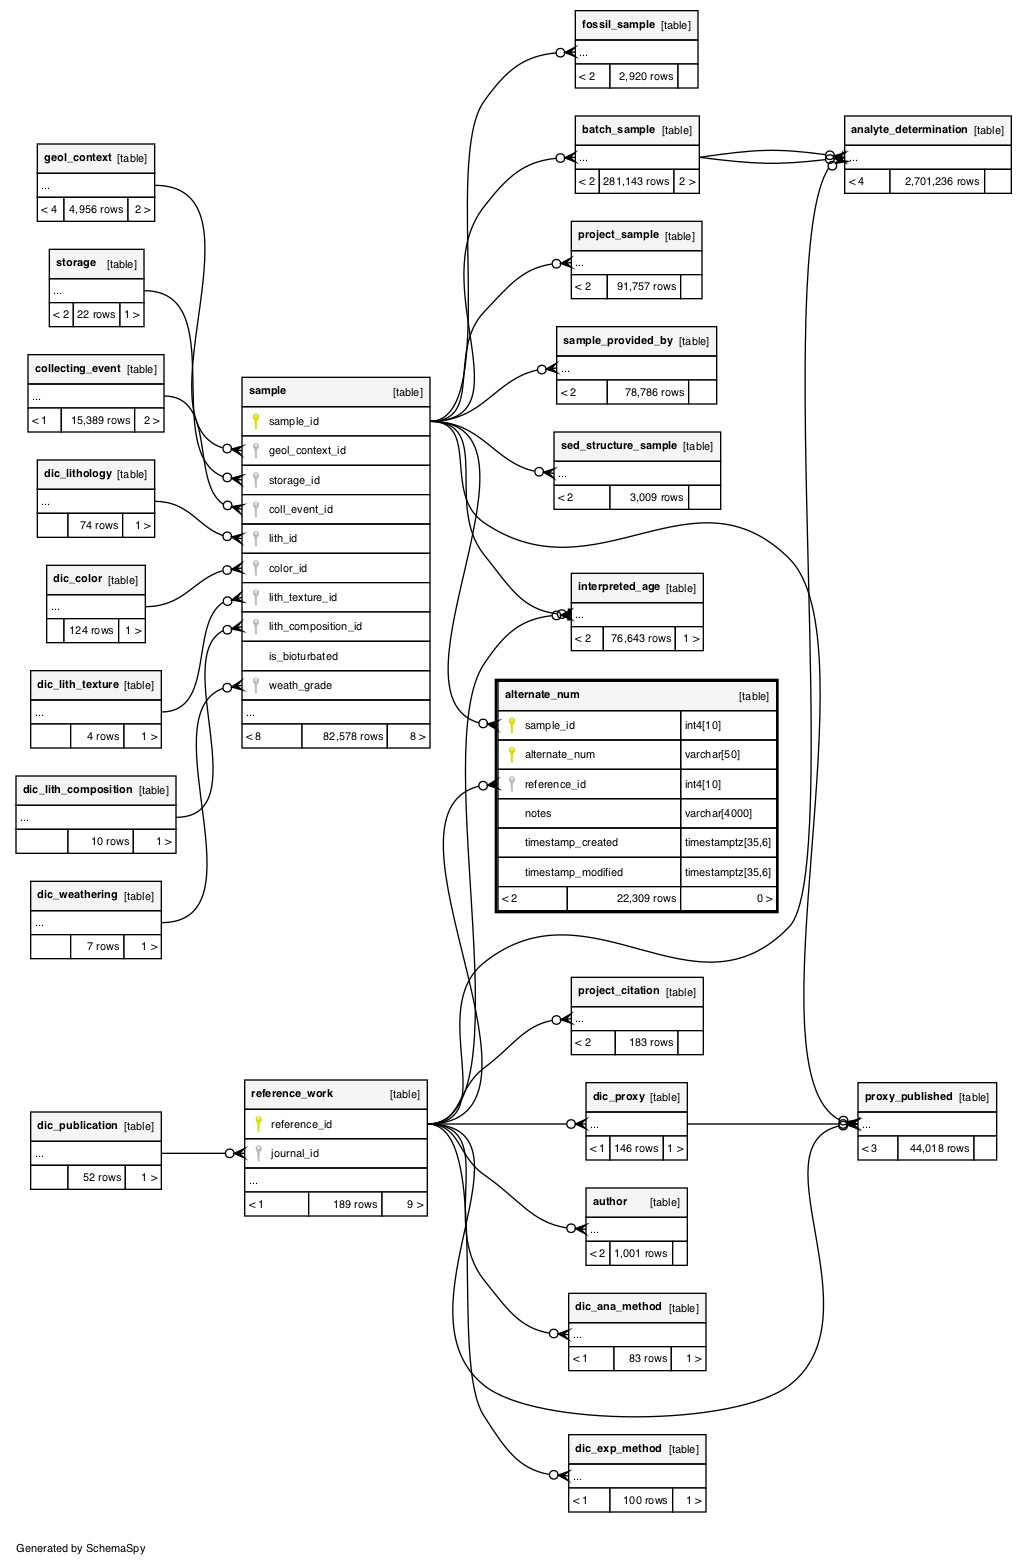 fossil_sample [table]
...
< 2 2,920 rows
batch_sample [table]
...
< 2 281,143 rows 2 >
analyte_determination [table]
...
< 4 2,701,236 rows
geol_context [table]
...
< 4 4,956 rows 2 >
project_sample [table]
...
< 2 91,757 rows
storage [table]
...
< 2 22 rows 1 >
sample_provided_by [table]
...
< 2 78,786 rows
collecting_event [table]
...
< 1 15,389 rows 2 >
sample [table]
sample_id
geol_context_id
storage_id
coll_event_id
lith_id
color_id
lith_texture_id
lith_composition_id
is_bioturbated
weath_grade
...
< 8 82,578 rows 8 >
sed_structure_sample [table]
...
< 2 3,009 rows
dic_lithology [table]
...
74 rows 1 >
dic_color [table]
...
124 rows 1 >
interpreted_age [table]
...
< 2 76,643 rows 1 >
dic_lith_texture [table]
...
4 rows 1 >
alternate_num [table]
sample_id int4[10]
alternate_num varchar[50]
reference_id int4[10]
notes varchar[4000]
timestamp_created timestamptz[35,6]
timestamp_modified timestamptz[35,6]
< 2 22,309 rows 0 >
dic_lith_composition [table]
...
10 rows 1 >
dic_weathering [table]
...
7 rows 1 >
project_citation [table]
...
< 2 183 rows
reference_work [table]
reference_id
journal_id
...
< 1 189 rows 9 >
dic_proxy [table]
...
< 1 146 rows 1 >
proxy_published [table]
...
< 3 44,018 rows
dic_publication [table]
...
52 rows 1 >
author [table]
...
< 2 1,001 rows
dic_ana_method [table]
...
< 1 83 rows 1 >
dic_exp_method [table]
...
< 1 100 rows 1 >
Generated by SchemaSpy